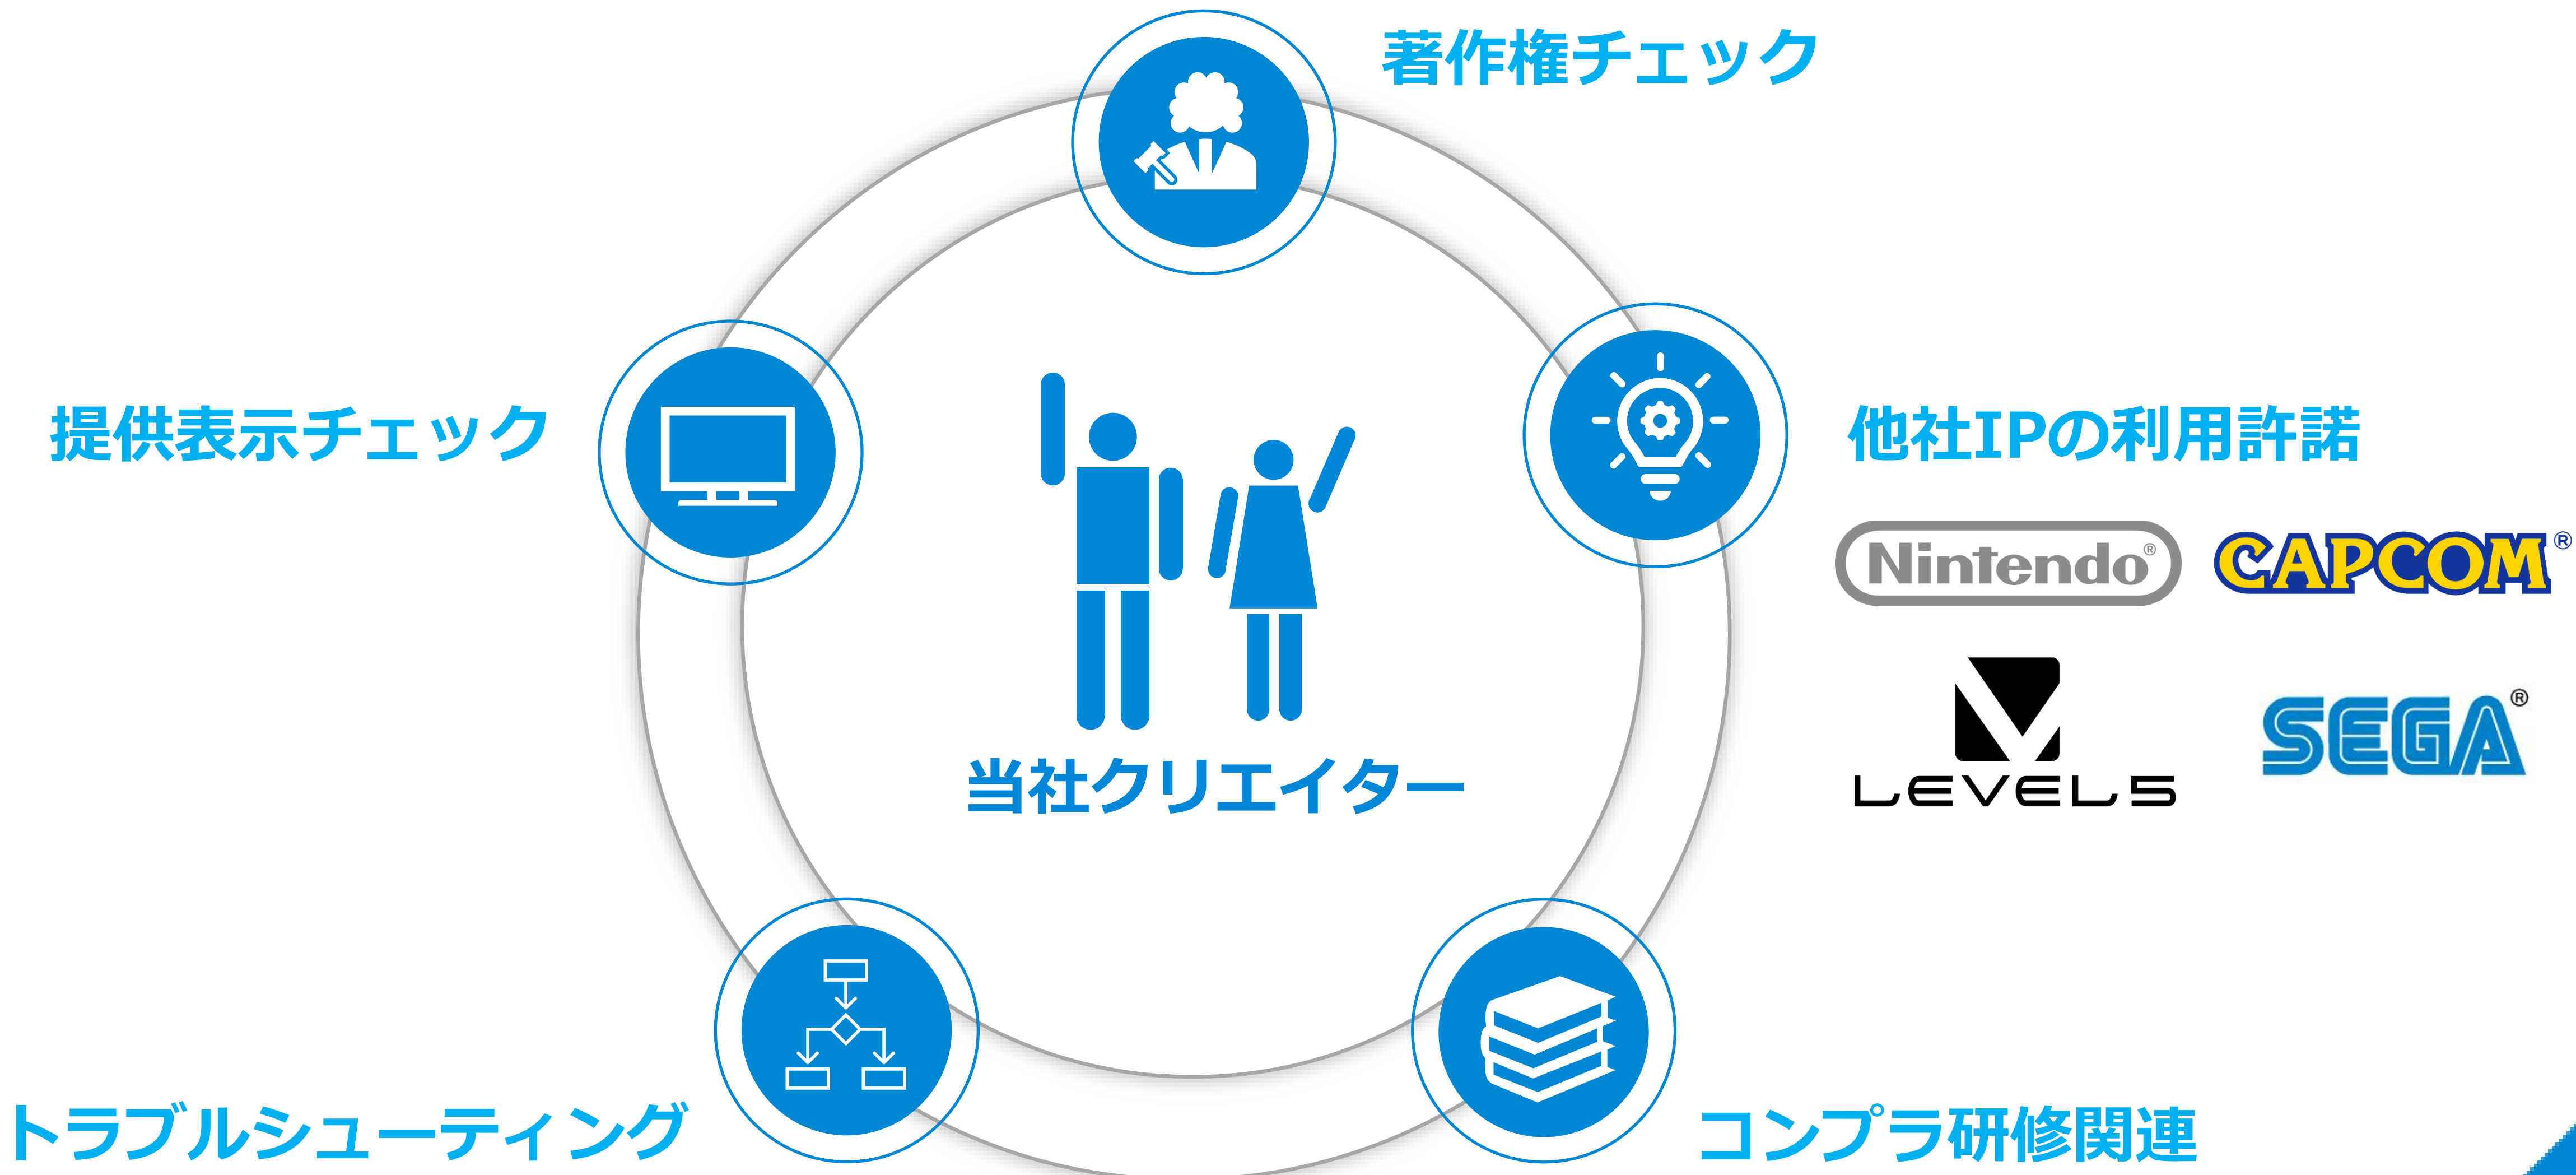 著作権チェック
提供表示チェック
他社IPの利用許諾
Nintendo®
CAPCOM®
LEVEL5
SEGA®
当社クリエイター
トラブルシューティング
コンプラ研修関連